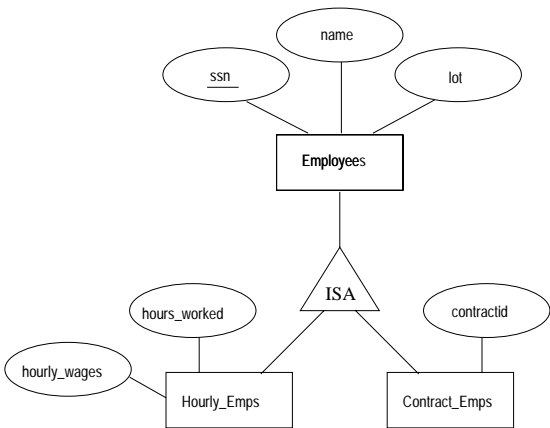 name
ssn
lot
Employees
ISA
hours_worked
contractid
hourly_wages
Hourly_Emps
Contract_Emps